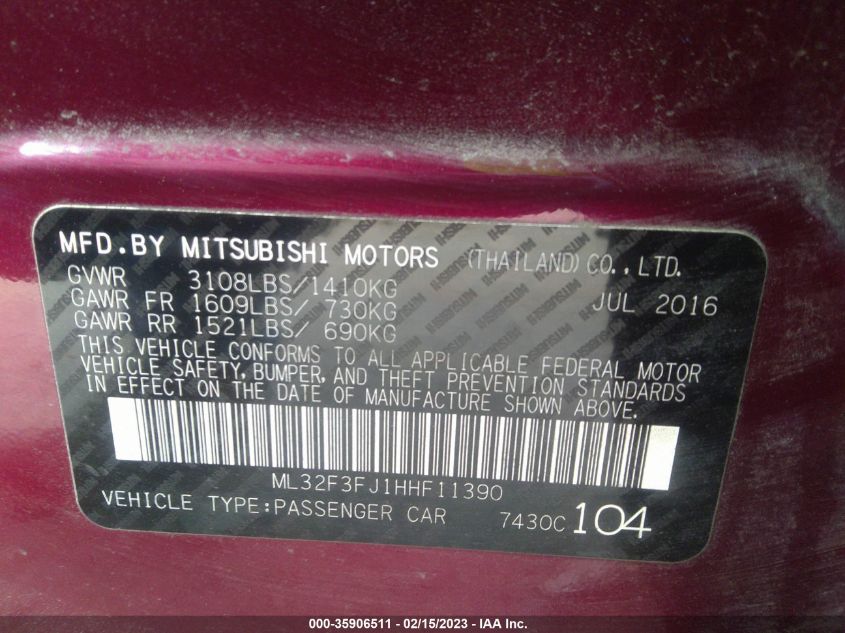 MFD.BY MITSUBISHI MOTORS (THAILAND) CO.,LTD.
GVWR 3108LBS/1410KG JUL 2016
GAWR FR 1609LBS/ 730KG
GAWR RR 1521LBS/ 690KG
THIS VEHICLE CONFORMS TO ALL APPLICABLE FEDERAL MOTOR
VEHICLE SAFETY, BUMPER, AND THEFT PREVENTION STANDARDS
IN EFFECT ON THE DATE OF MANUFACTURE SHOWN ABOVE.
ML32F3FJ1HHF11390
VEHICLE TYPE:PASSENGER CAR 7430C 104
000-35906511 - 02/15/2023 - IAA Inc.